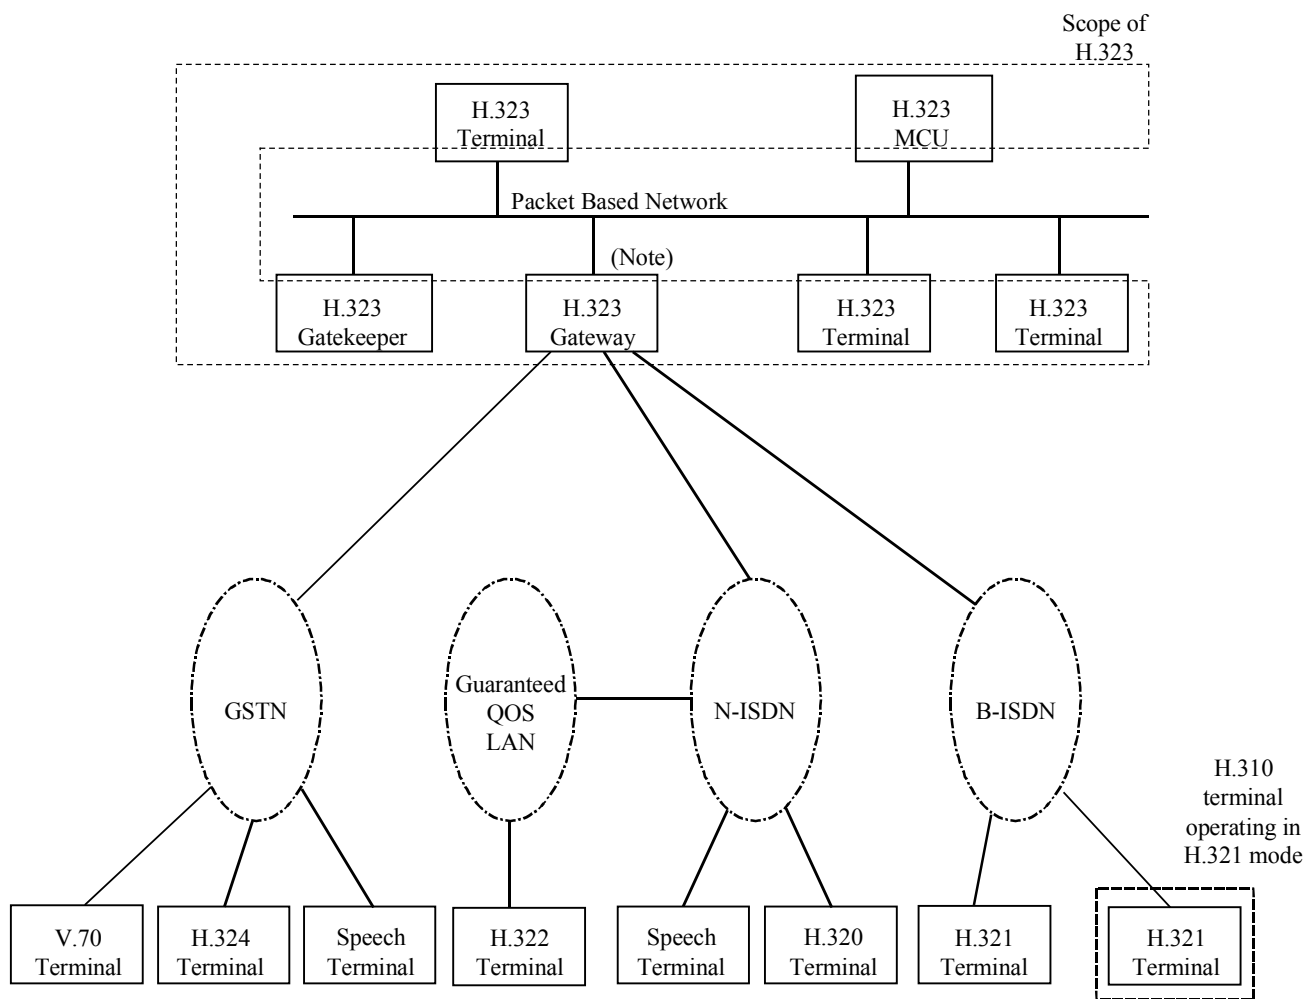 Scope of
H.323
H.323
Terminal
H.323
MCU
Packet Based Network
(Note)
H.323
Gatekeeper
H.323
Gateway
H.323
Terminal
H.323
Terminal
GSTN
Guaranteed
QOS
LAN
N-ISDN
B-ISDN
H.310
terminal
operating in
H.321 mode
V.70
Terminal
H.324
Terminal
Speech
Terminal
H.322
Terminal
Speech
Terminal
H.320
Terminal
H.321
Terminal
H.321
Terminal